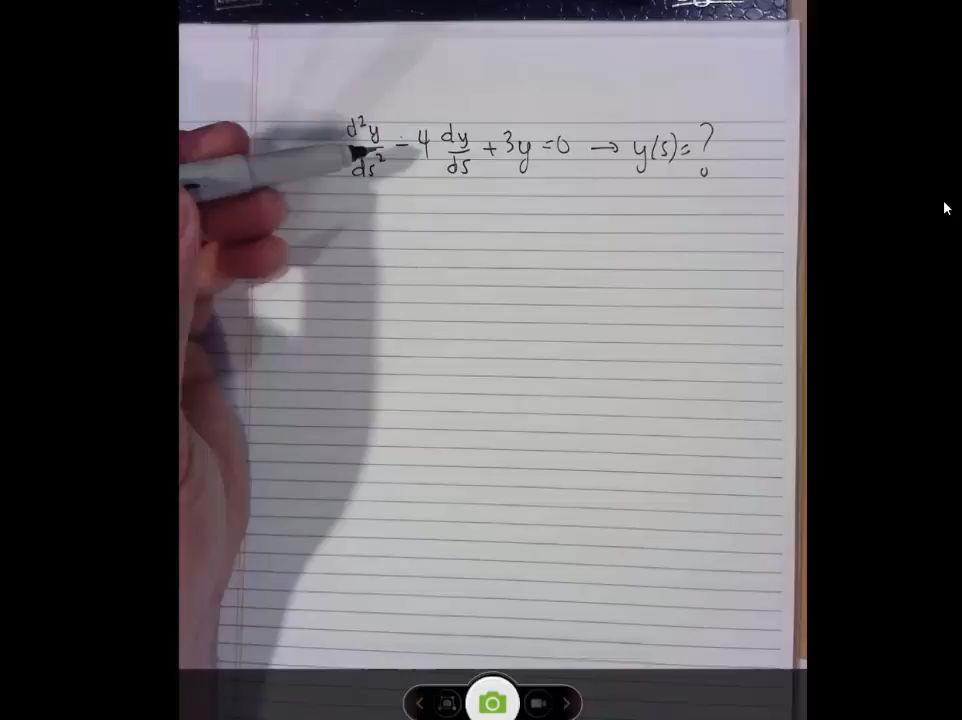 d²y/ds² - 4 dy/ds + 3y = 0 → y(s) = ?